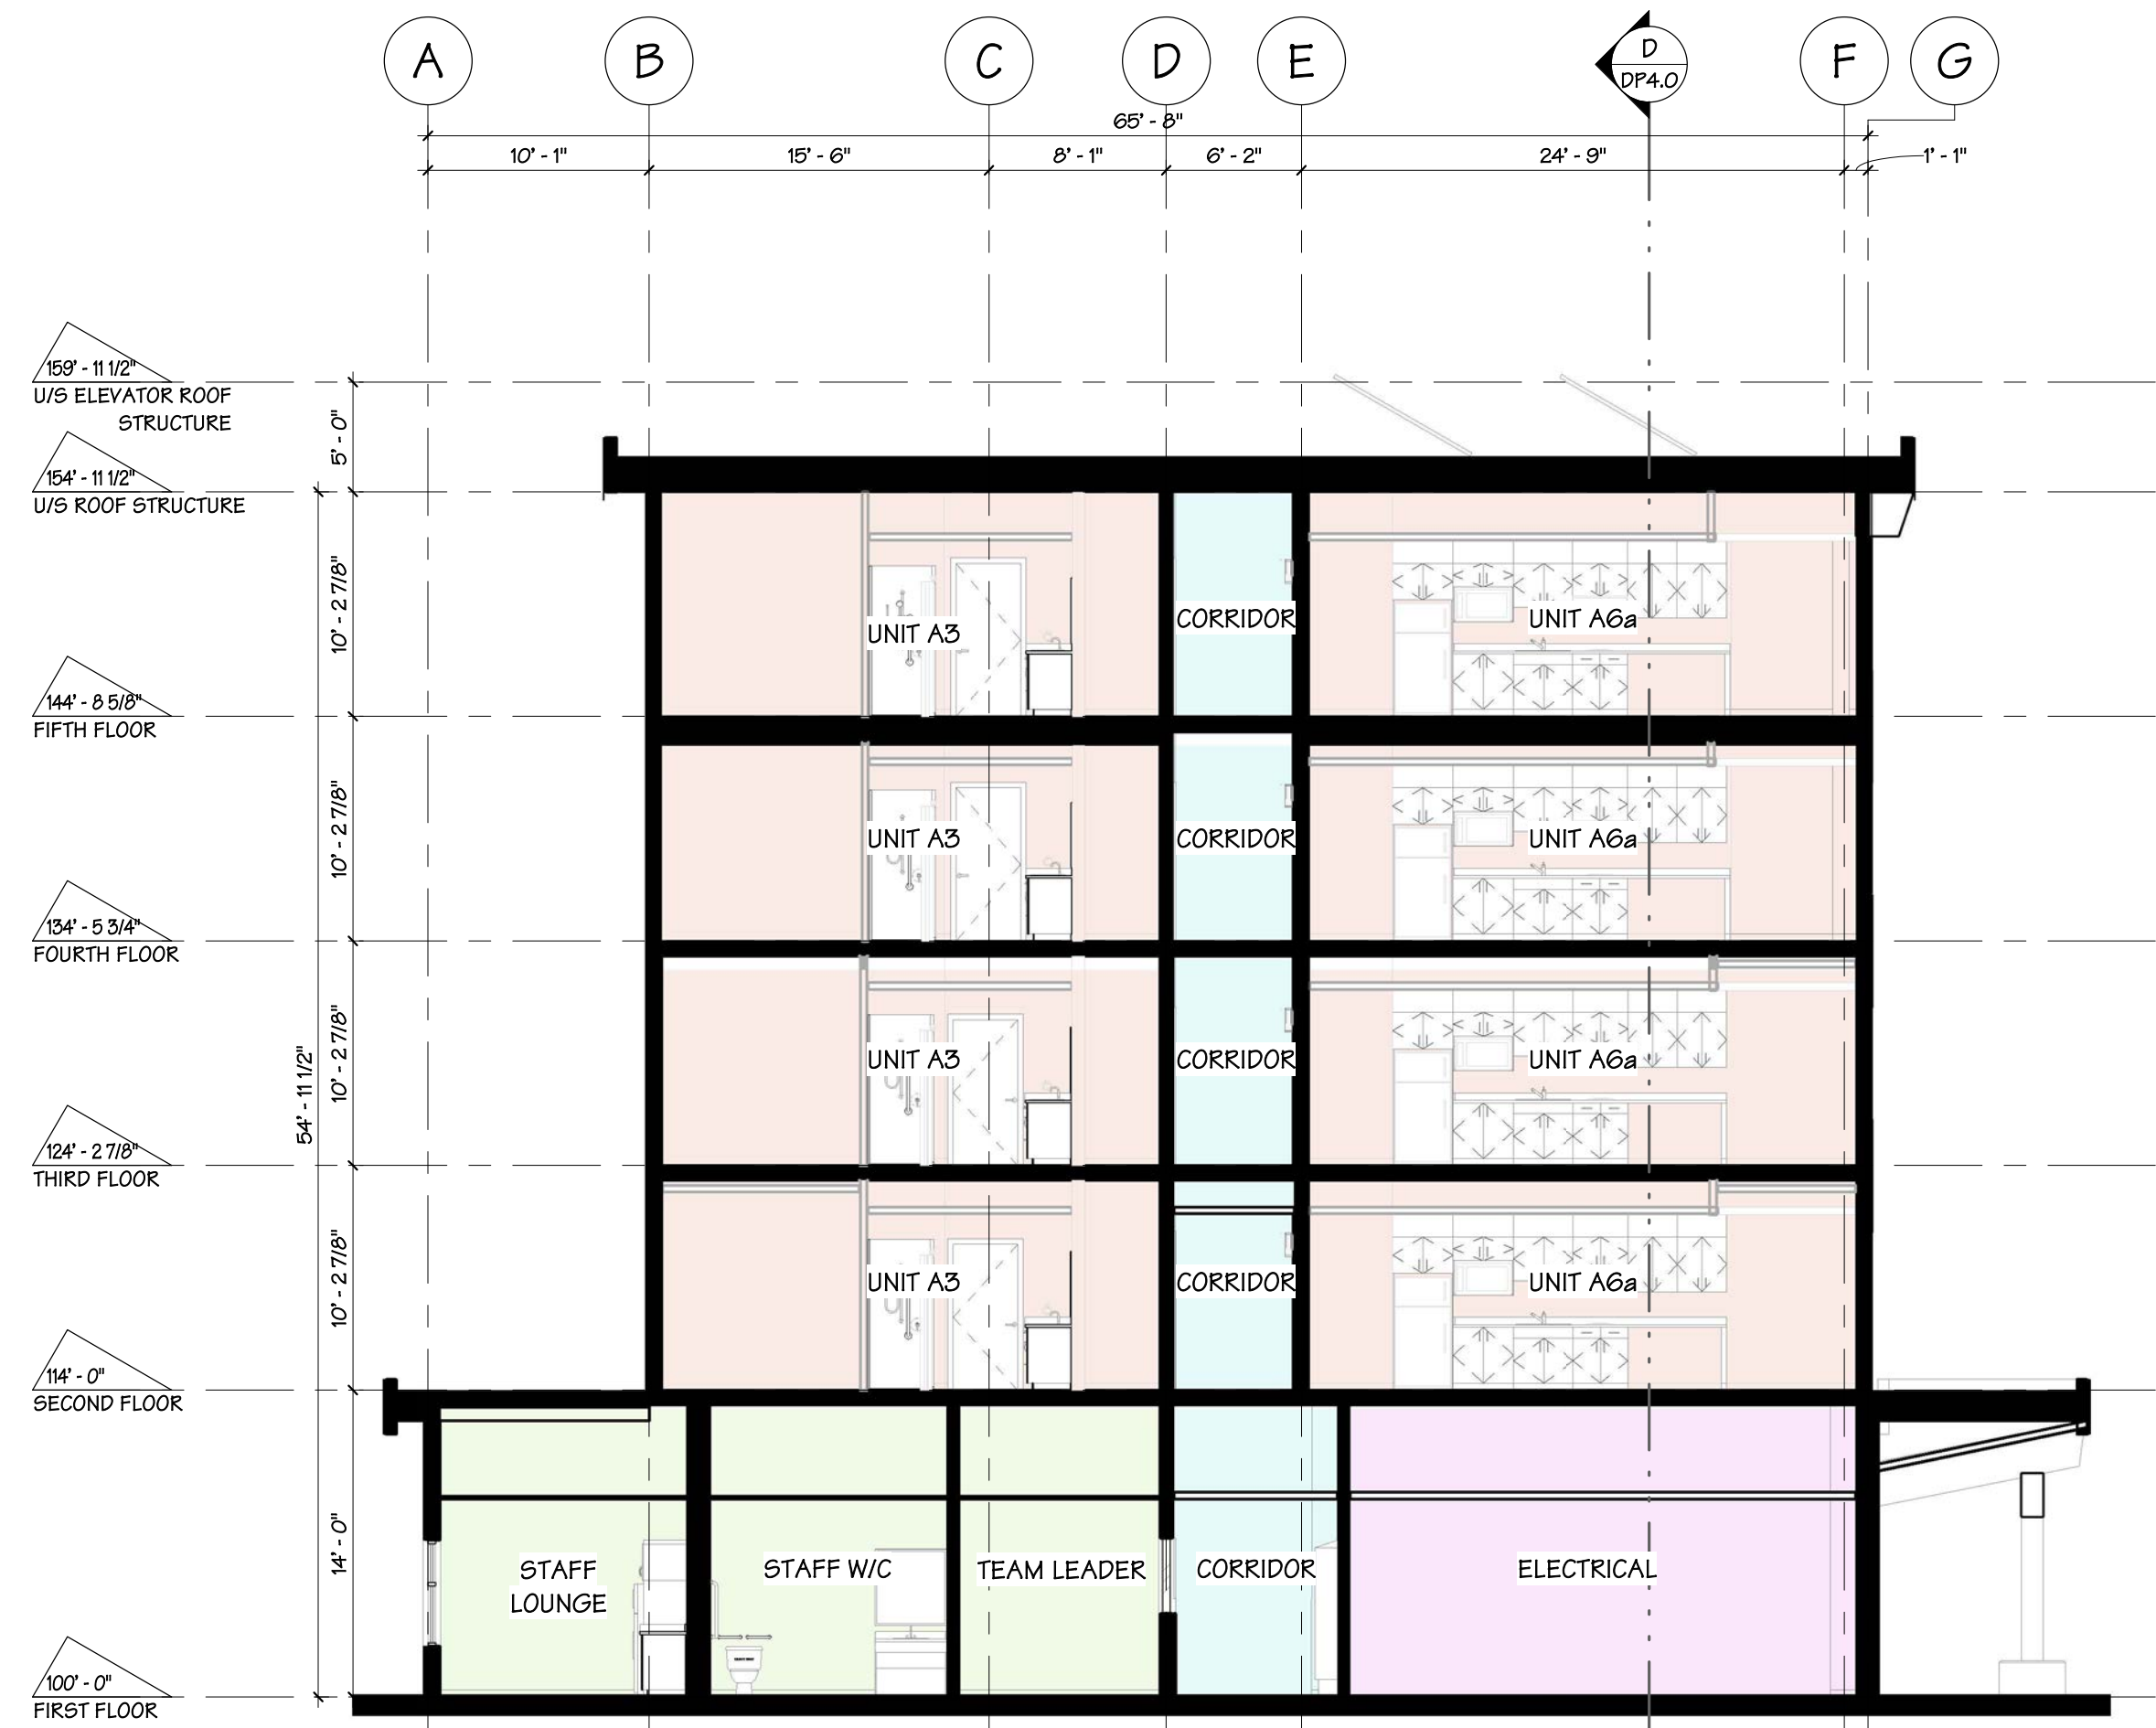 A B C D E D F G
DP4.0
65' - 8"
10' - 1" 15' - 6" 8' - 1" 6' - 2" 24' - 9" 1' - 1"
159' - 11 1/2"
U/S ELEVATOR ROOF
STRUCTURE
5' - 0"
154' - 11 1/2"
U/S ROOF STRUCTURE
10' - 2 7/8"
UNIT A3 CORRIDOR UNIT A6a
144' - 8 5/8"
FIFTH FLOOR
10' - 2 7/8"
UNIT A3 CORRIDOR UNIT A6a
134' - 5 3/4"
FOURTH FLOOR
54' - 11 1/2"
10' - 2 7/8"
UNIT A3 CORRIDOR UNIT A6a
124' - 2 7/8"
THIRD FLOOR
10' - 2 7/8"
UNIT A3 CORRIDOR UNIT A6a
114' - 0"
SECOND FLOOR
14' - 0"
STAFF
LOUNGE
STAFF W/C TEAM LEADER CORRIDOR ELECTRICAL
100' - 0"
FIRST FLOOR